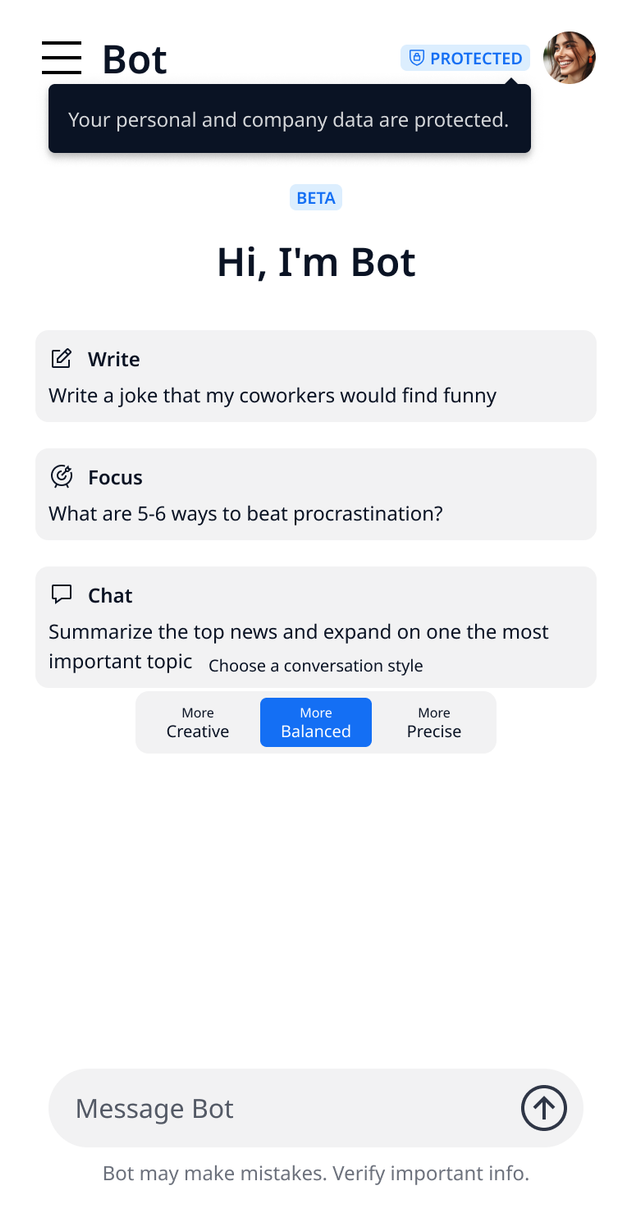 Bot
PROTECTED
Your personal and company data are protected.
BETA
Hi, I'm Bot
Write
Write a joke that my coworkers would find funny
Focus
What are 5-6 ways to beat procrastination?
Chat
Summarize the top news and expand on one the most
important topic
Choose a conversation style
More
Creative
More
Balanced
More
Precise
Message Bot
Bot may make mistakes. Verify important info.